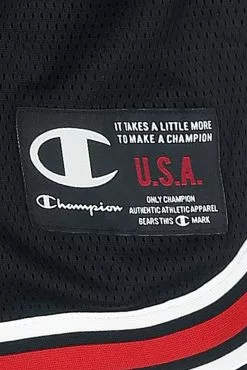 IT TAKES A LITTLE MORE
TO MAKE A CHAMPION
U.S.A.
Champion
ONLY CHAMPION
AUTHENTIC ATHLETIC APPAREL
BEARS THIS C MARK